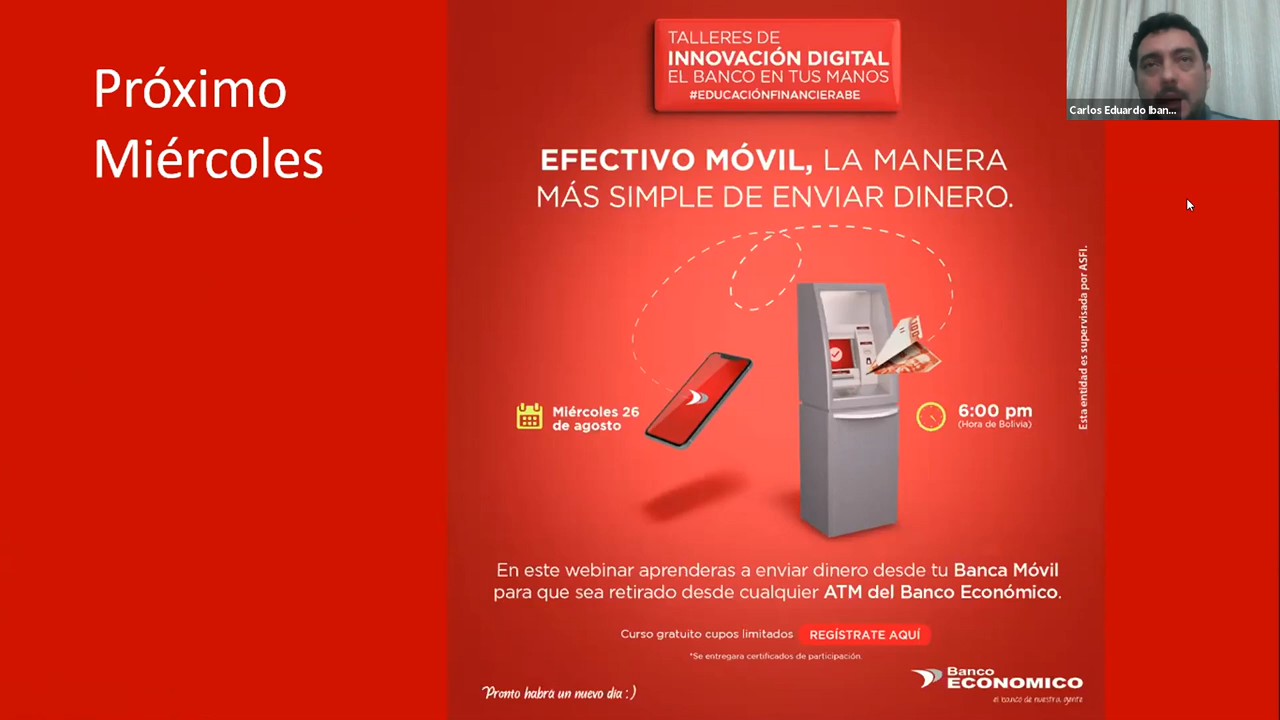 Próximo
Miércoles
TALLERES DE
INNOVACIÓN DIGITAL
EL BANCO EN TUS MANOS
#EDUCACIÓNFINANCIERABE
Carlos Eduardo Iban...
EFECTIVO MÓVIL, LA MANERA
MÁS SIMPLE DE ENVIAR DINERO.
Esta entidad es supervisada por ASFI.
Miércoles 26
de agosto
6:00 pm
(Hora de Bolivia)
En este webinar aprenderas a enviar dinero desde tu Banca Móvil
para que sea retirado desde cualquier ATM del Banco Económico.
Curso gratuito cupos limitados REGÍSTRATE AQUÍ
*Se entregara certificados de participación.
Pronto habrá un nuevo día :)
Banco
ECONOMICO
el banco de nuestra gente